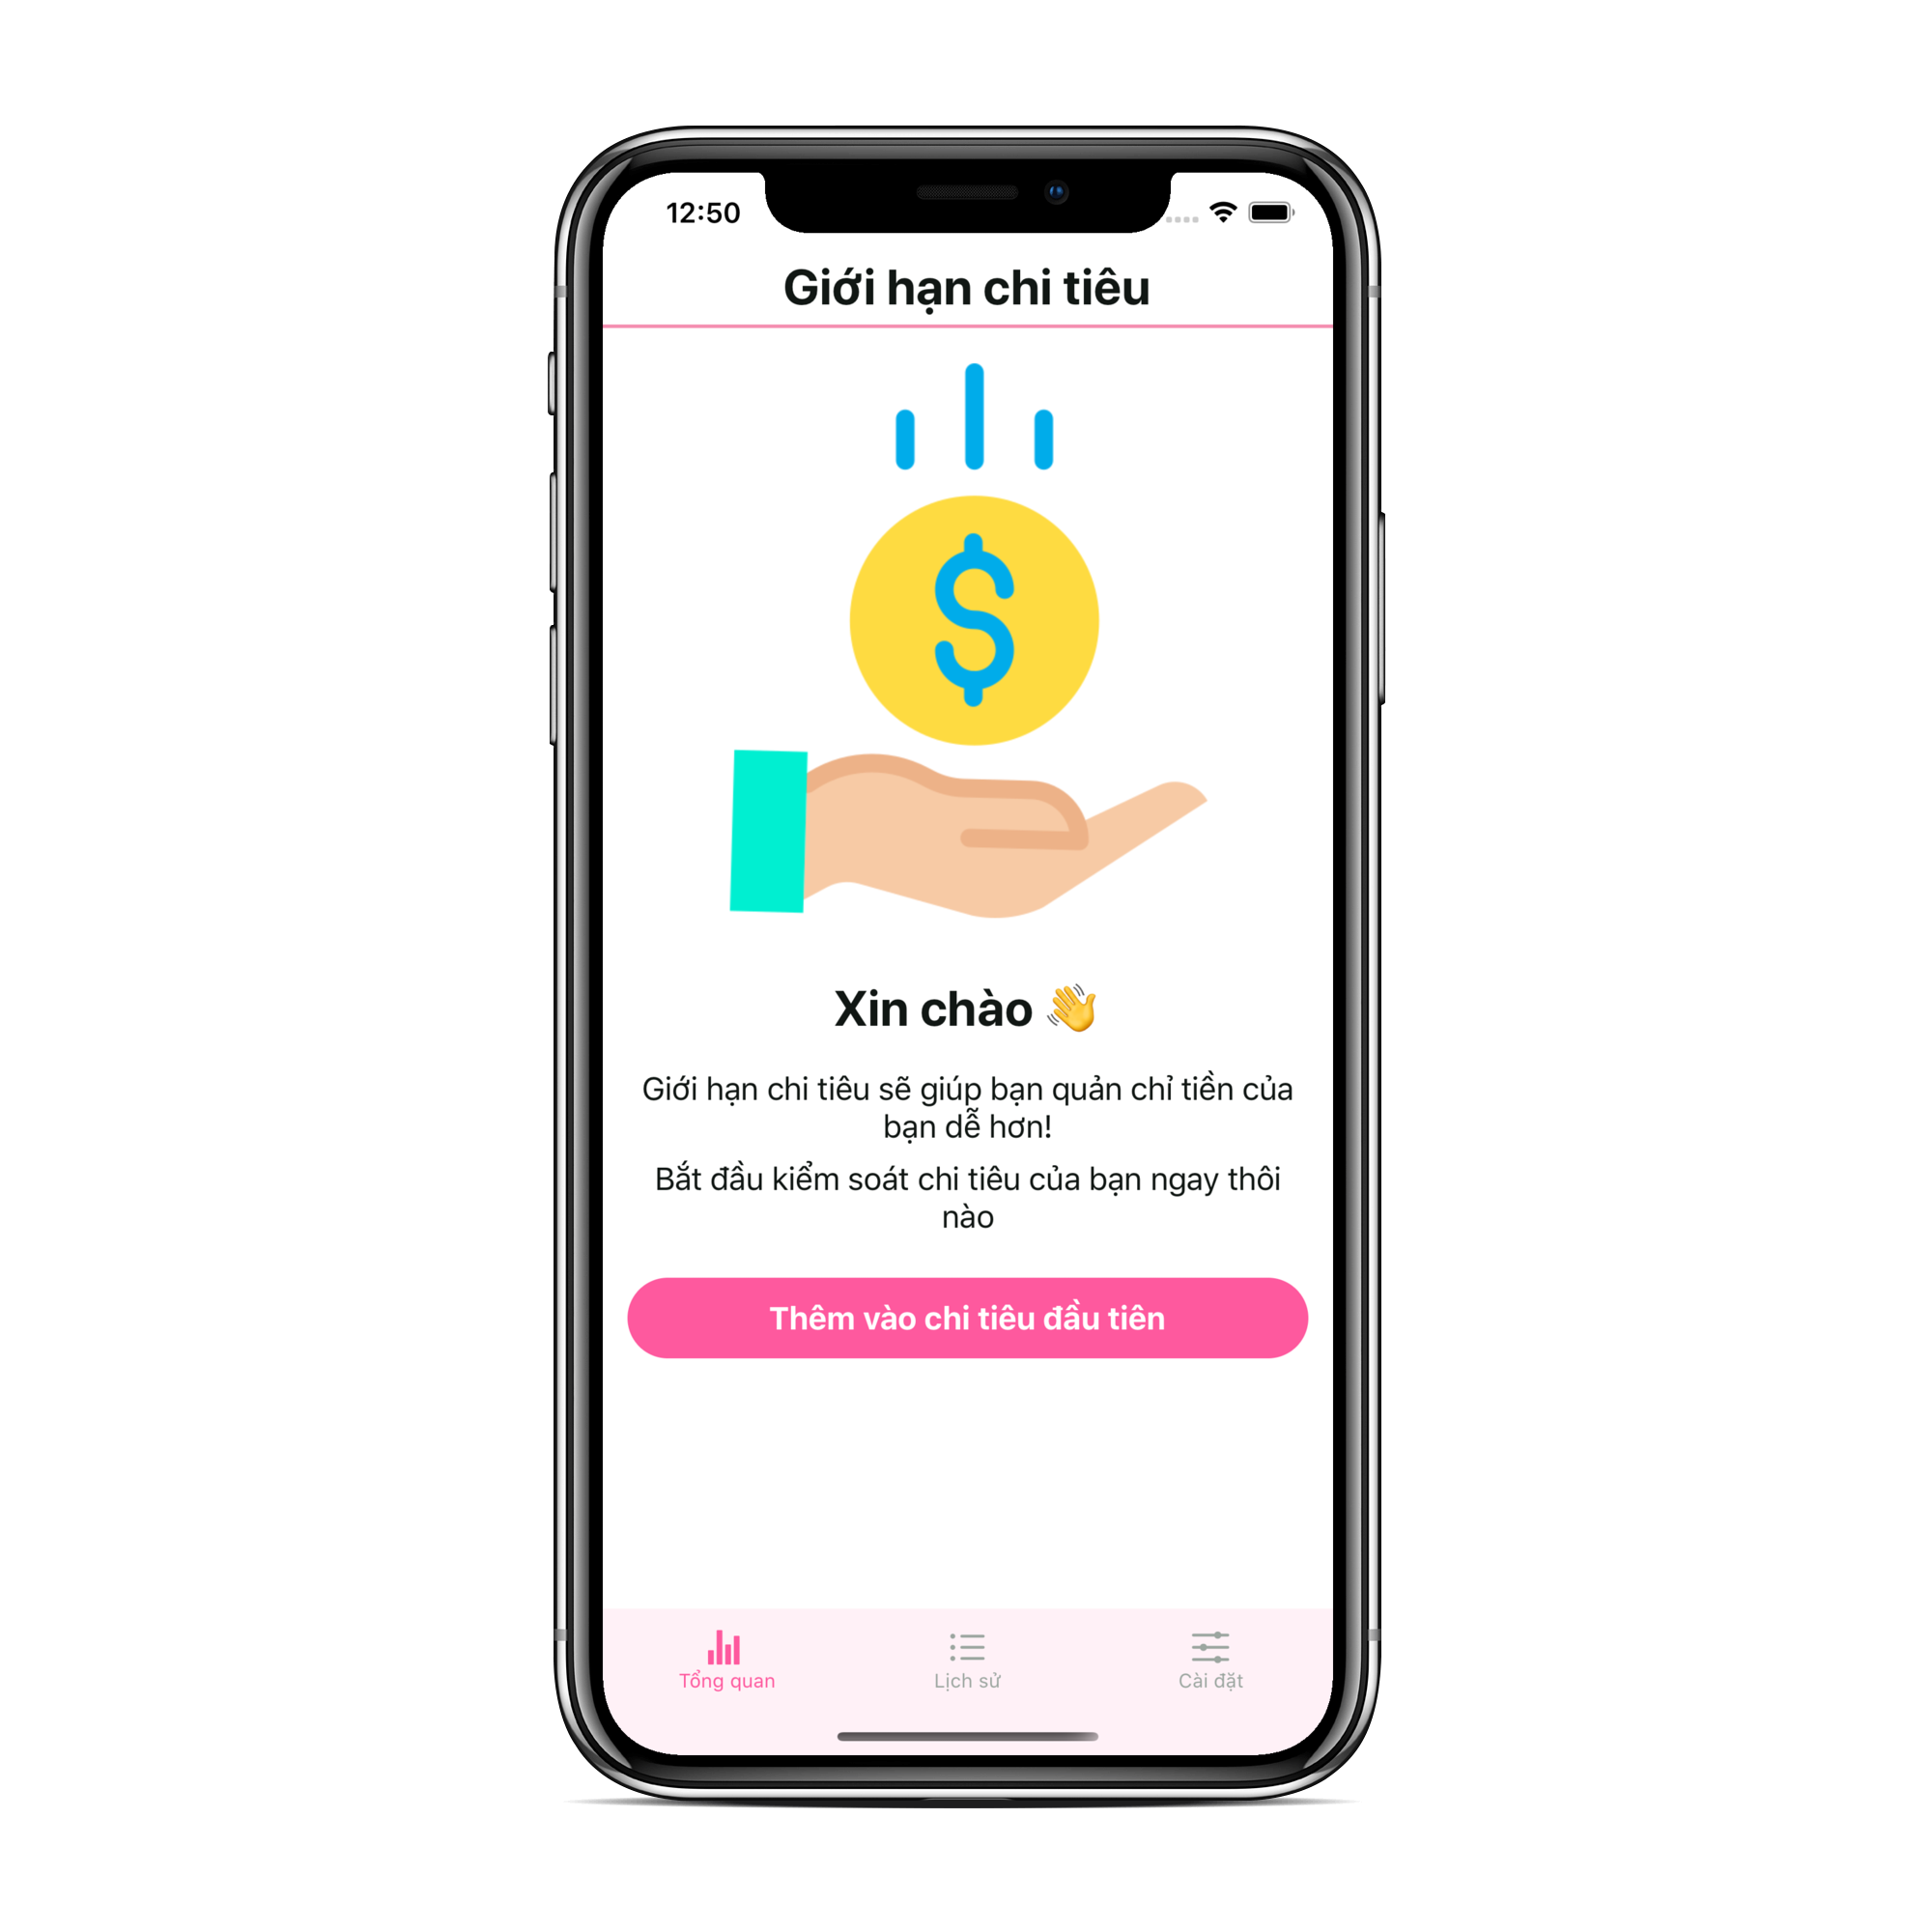 12:50
Giới hạn chi tiêu
$
Xin chào 👋
Giới hạn chi tiêu sẽ giúp bạn quản chỉ tiền của
bạn dễ hơn!
Bắt đầu kiểm soát chi tiêu của bạn ngay thôi
nào
Thêm vào chi tiêu đầu tiên
Tổng quan
Lịch sử
Cài đặt